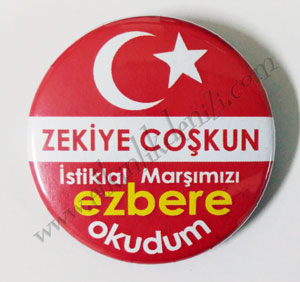 ZEKİYE COŞKUN
İstiklal Marşımızı
ezbere
okudum